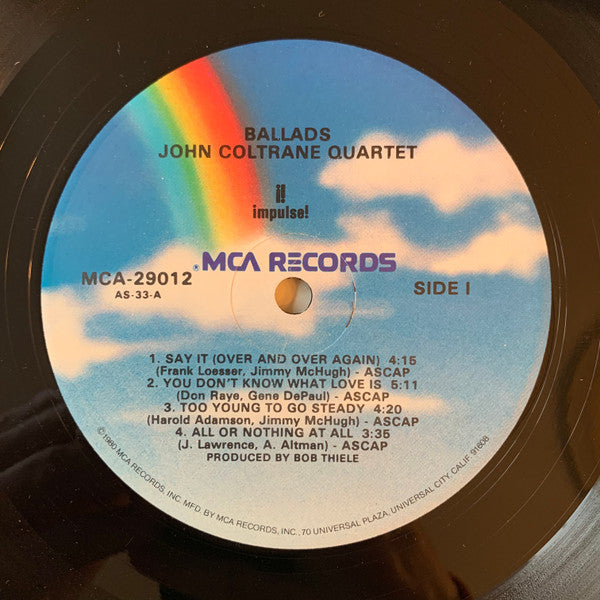 BALLADS
JOHN COLTRANE QUARTET
impulse!
®MCA RECORDS
MCA-29012
AS-33-A
SIDE I
1. SAY IT (OVER AND OVER AGAIN) 4:15
(Frank Loesser, Jimmy McHugh) - ASCAP
2. YOU DON'T KNOW WHAT LOVE IS 5:11
(Don Raye, Gene DePaul) - ASCAP
3. TOO YOUNG TO GO STEADY 4:20
(Harold Adamson, Jimmy McHugh) - ASCAP
4. ALL OR NOTHING AT ALL 3:35
(J. Lawrence, A. Altman) - ASCAP
PRODUCED BY BOB THIELE
©1980 MCA RECORDS, INC. MFD. BY MCA RECORDS, INC., 70 UNIVERSAL PLAZA, UNIVERSAL CITY, CALIF. 91608